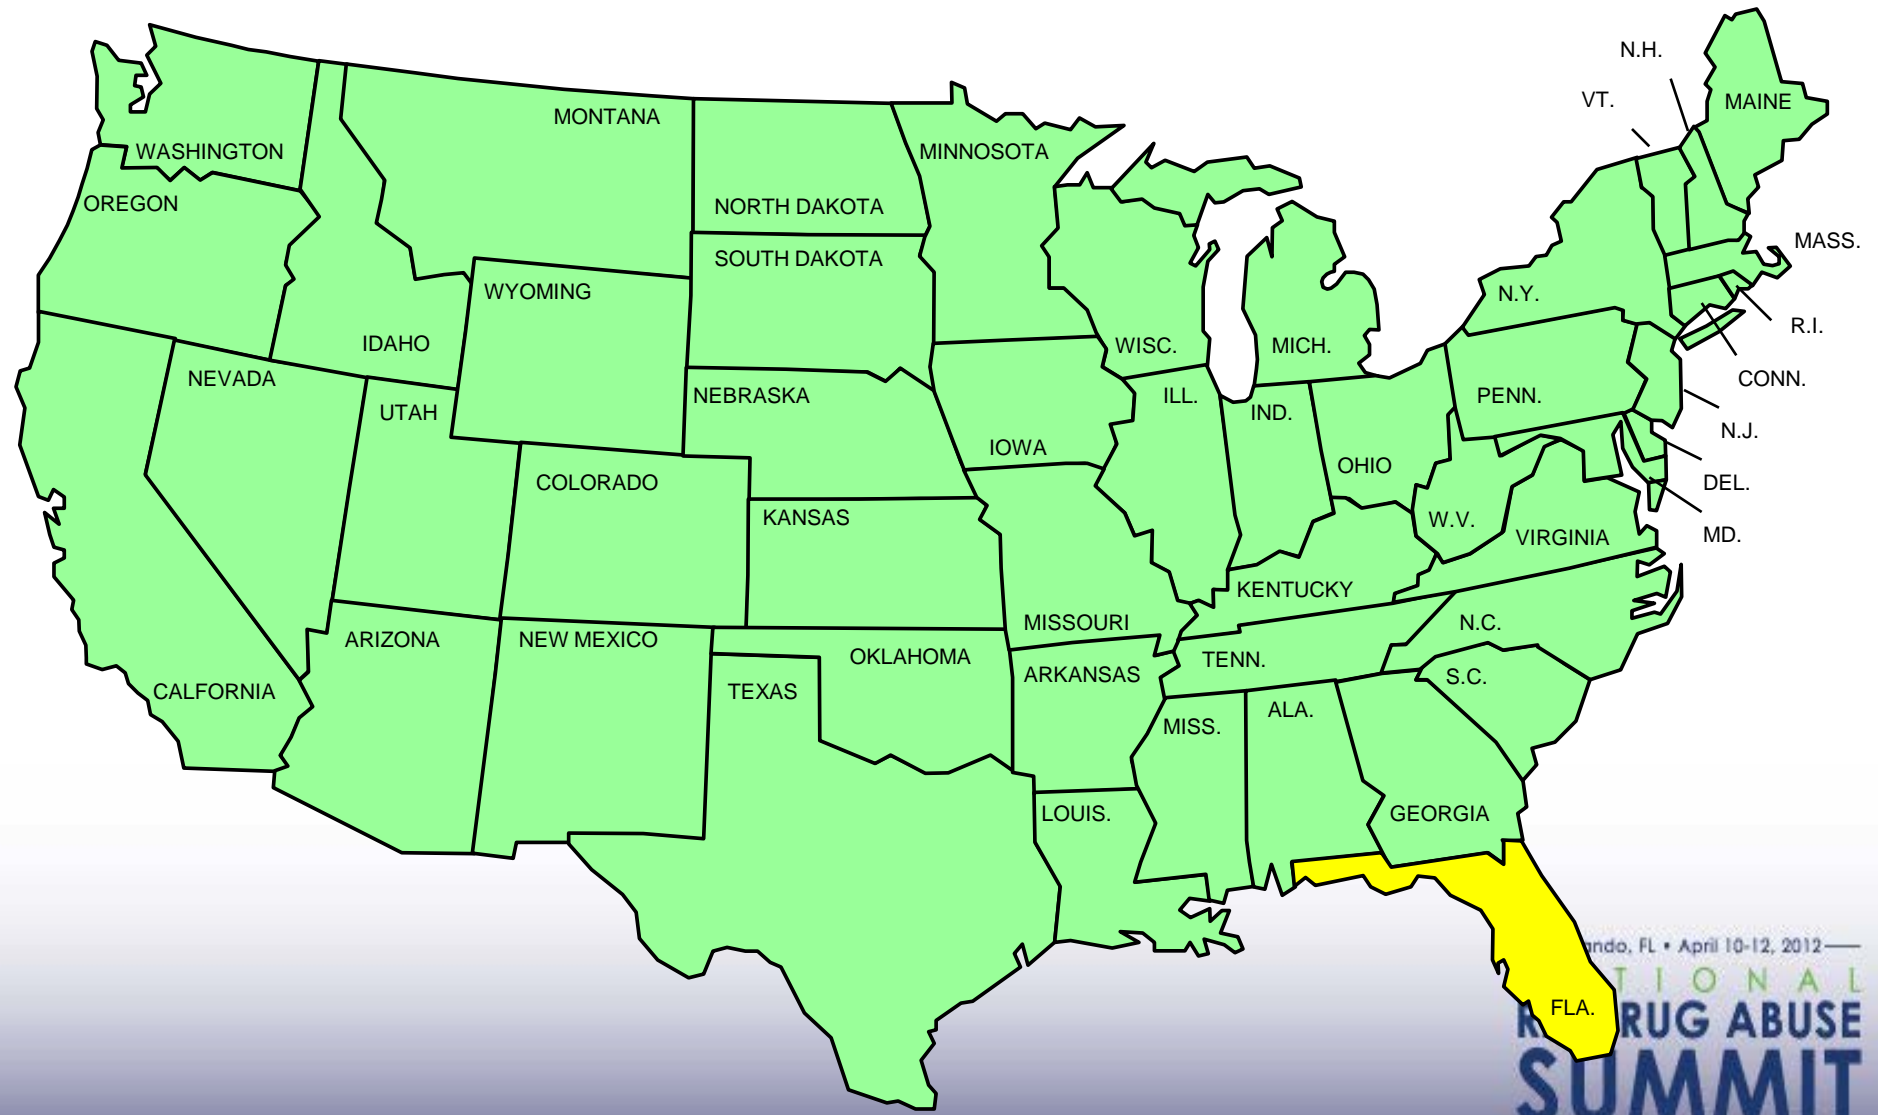 N.H.
VT.
MAINE
MONTANA
WASHINGTON
MINNOSOTA
OREGON
NORTH DAKOTA
MASS.
SOUTH DAKOTA
WYOMING
N.Y.
R.I.
IDAHO
WISC.
MICH.
NEVADA
CONN.
UTAH
NEBRASKA
ILL.
PENN.
IND.
N.J.
IOWA
OHIO
COLORADO
DEL.
KANSAS
W.V.
VIRGINIA
MD.
KENTUCKY
MISSOURI
N.C.
ARIZONA
NEW MEXICO
OKLAHOMA
TENN.
ARKANSAS
S.C.
CALFORNIA
TEXAS
ALA.
MISS.
LOUIS.
GEORGIA
FL • April 10-12, 2012
FLA.
RUG ABUSE
SUMMIT